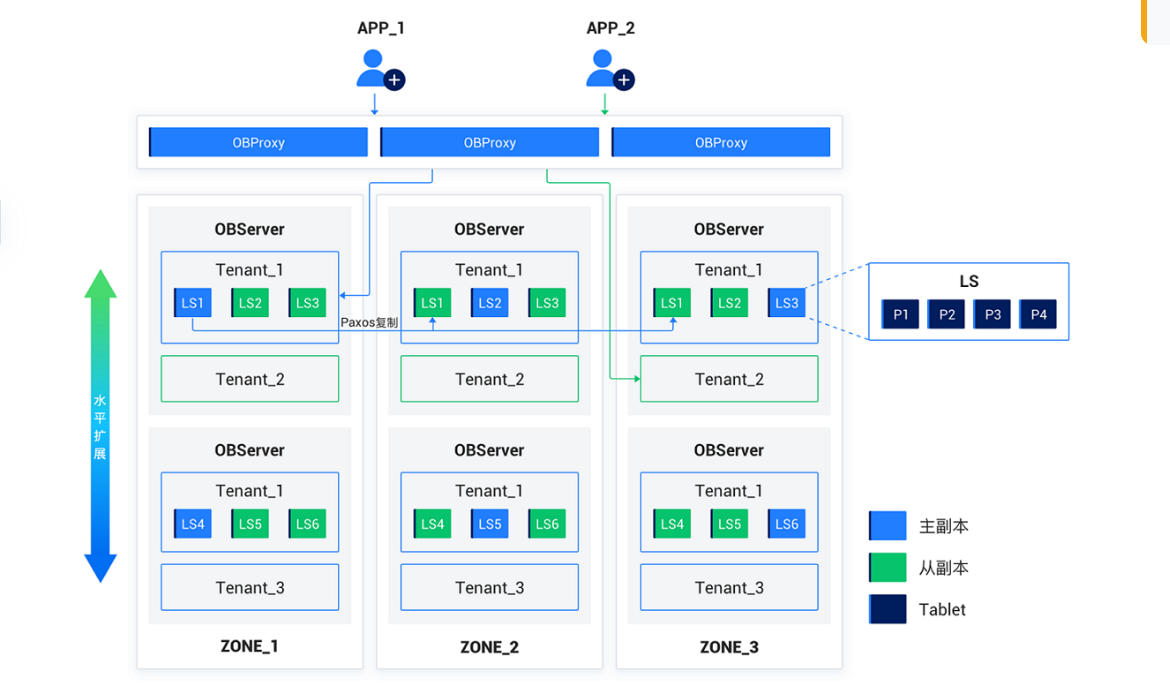 APP_1
APP_2
OBProxy
OBProxy
OBProxy
OBServer
OBServer
OBServer
Tenant_1
Tenant_1
Tenant_1
LS1 LS2 LS3
LS1 LS2 LS3
LS1 LS2 LS3
Paxos复制
LS
P1 P2 P3 P4
Tenant_2
Tenant_2
Tenant_2
水平扩展
OBServer
OBServer
OBServer
Tenant_1
Tenant_1
Tenant_1
LS4 LS5 LS6
LS4 LS5 LS6
LS4 LS5 LS6
Tenant_3
Tenant_3
Tenant_3
ZONE_1
ZONE_2
ZONE_3
主副本
从副本
Tablet